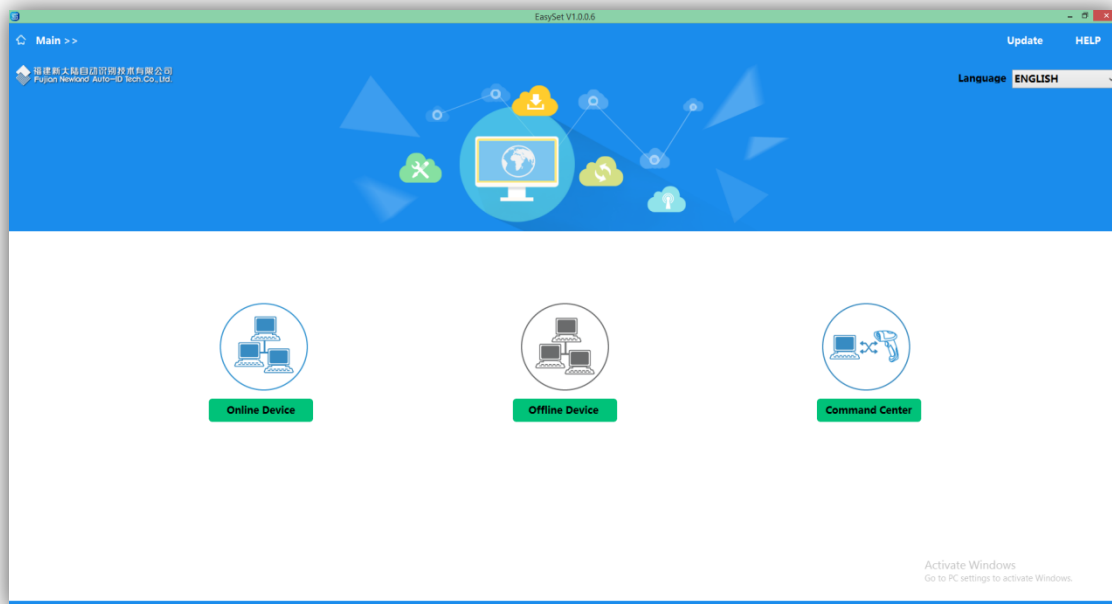 EasySet V1.0.0.6
Main >>
Update
HELP
福建新大陆自动识别技术有限公司
Fujian Newland Auto-ID Tech.Co.,Ltd.
Language
ENGLISH
Online Device
Offline Device
Command Center
Activate Windows
Go to PC settings to activate Windows.